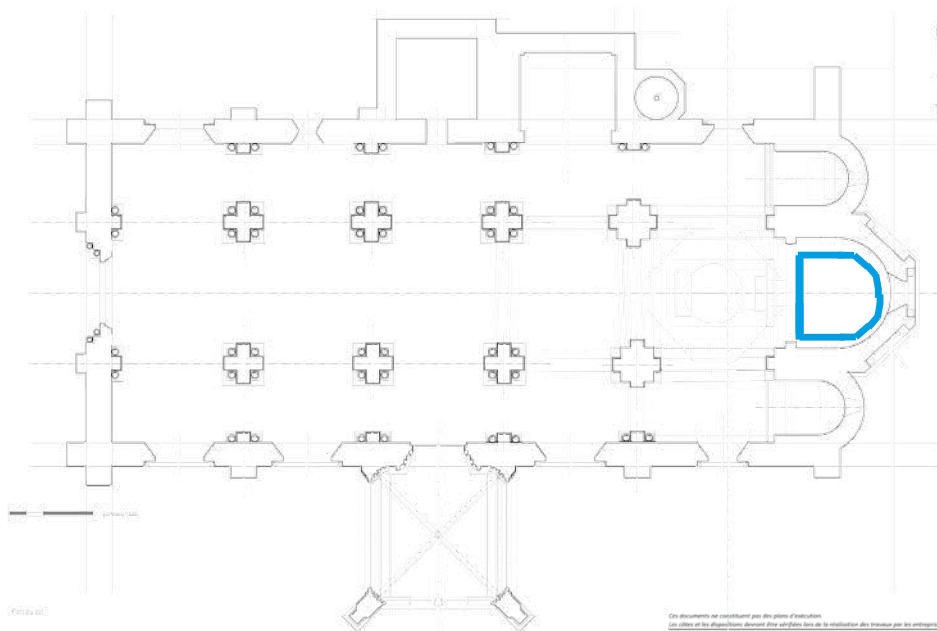 Ces documents ne constituent pas des plans d'exécution.
Les côtes et les dispositions devront être vérifiées lors de la réalisation des travaux par les entrepris